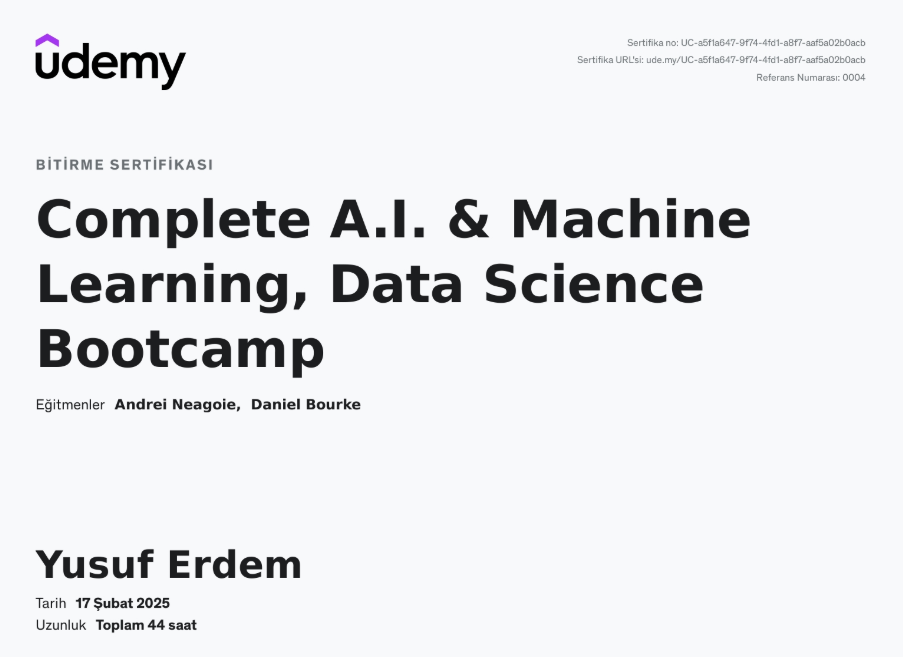 udemy
Sertifika no: UC-a5f1a647-9f74-4fd1-a8f7-aaf5a02b0acb
Sertifika URL'si: ude.my/UC-a5f1a647-9f74-4fd1-a8f7-aaf5a02b0acb
Referans Numarası: 0004
BİTİRME SERTİFİKASI
Complete A.I. & Machine
Learning, Data Science
Bootcamp
Eğitmenler Andrei Neagoie, Daniel Bourke
Yusuf Erdem
Tarih 17 Şubat 2025
Uzunluk Toplam 44 saat